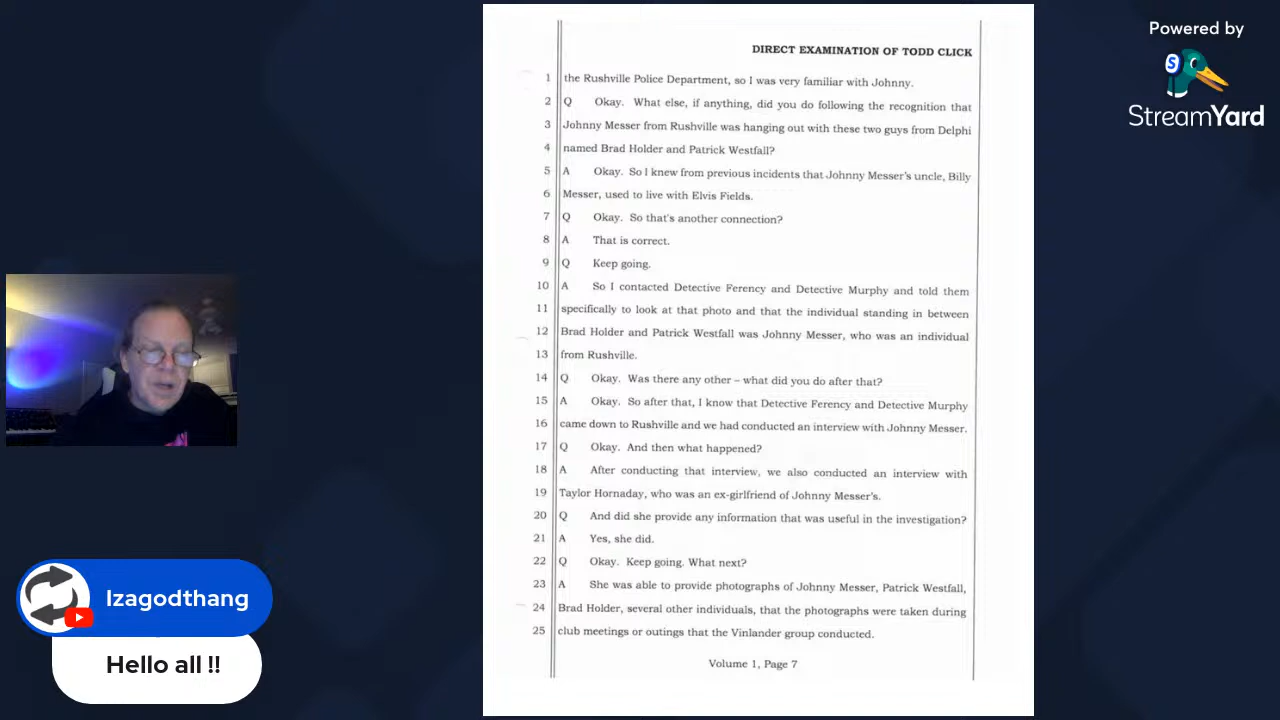 DIRECT EXAMINATION OF TODD CLICK
1 the Rushville Police Department, so I was very familiar with Johnny.
2 Q Okay. What else, if anything, did you do following the recognition that
3 Johnny Messer from Rushville was hanging out with these two guys from Delphi
4 named Brad Holder and Patrick Westfall?
5 A Okay. So I knew from previous incidents that Johnny Messer's uncle, Billy
6 Messer, used to live with Elvis Fields.
7 Q Okay. So that's another connection?
8 A That is correct.
9 Q Keep going.
10 A So I contacted Detective Ferency and Detective Murphy and told them
11 specifically to look at that photo and that the individual standing in between
12 Brad Holder and Patrick Westfall was Johnny Messer, who was an individual
13 from Rushville.
14 Q Okay. Was there any other – what did you do after that?
15 A Okay. So after that, I know that Detective Ferency and Detective Murphy
16 came down to Rushville and we had conducted an interview with Johnny Messer.
17 Q Okay. And then what happened?
18 A After conducting that interview, we also conducted an interview with
19 Taylor Hornaday, who was an ex-girlfriend of Johnny Messer's.
20 Q And did she provide any information that was useful in the investigation?
21 A Yes, she did.
22 Q Okay. Keep going. What next?
23 A She was able to provide photographs of Johnny Messer, Patrick Westfall,
24 Brad Holder, several other individuals, that the photographs were taken during
25 club meetings or outings that the Vinlander group conducted.
Volume 1, Page 7
Powered by
S
StreamYard
Izagodthang
Hello all !!